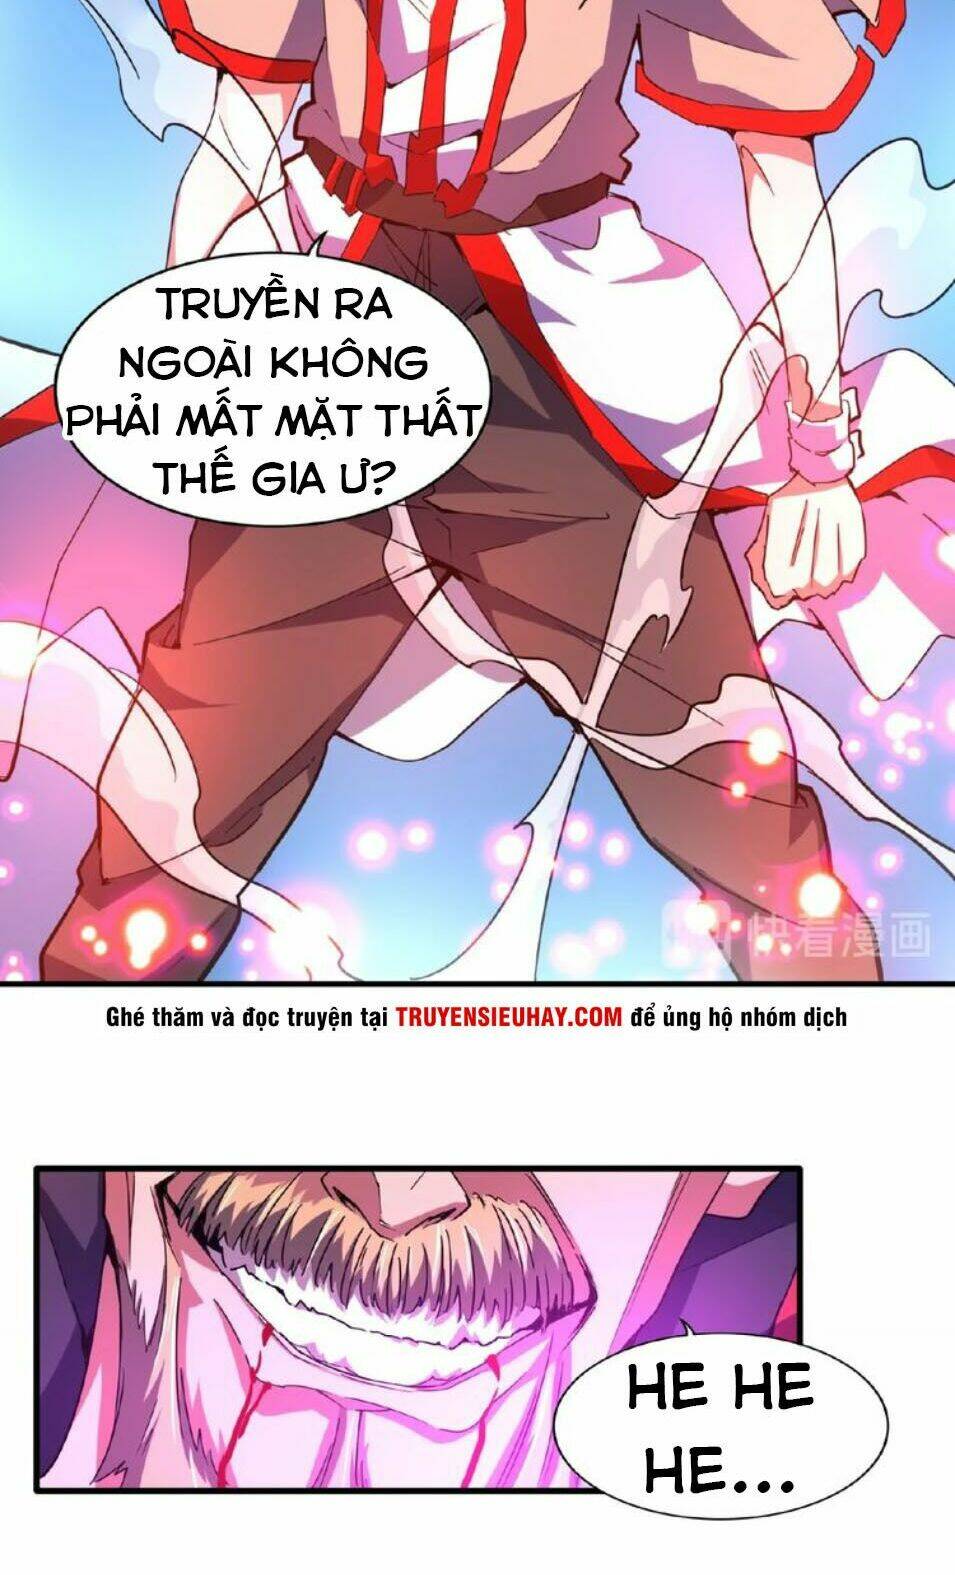 TRUYỀN RA
NGOÀI KHÔNG
PHẢI MẤT MẶT THẤT
THẾ GIA Ư?
快看漫画
Ghé thăm và đọc truyện tại TRUYENSIEUHAY.COM để ủng hộ nhóm dịch
HE HE
HE...